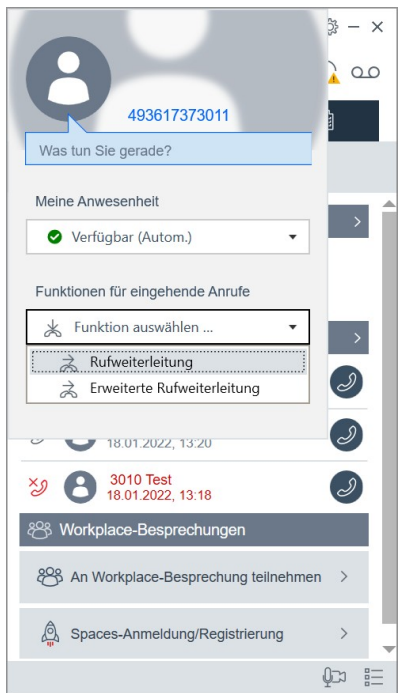 493617373011
Was tun Sie gerade?
Meine Anwesenheit
Verfügbar (Autom.)
Funktionen für eingehende Anrufe
Funktion auswählen ...
Rufweiterleitung
Erweiterte Rufweiterleitung
18.01.2022, 13:20
3010 Test
18.01.2022, 13:18
Workplace-Besprechungen
An Workplace-Besprechung teilnehmen
Spaces-Anmeldung/Registrierung